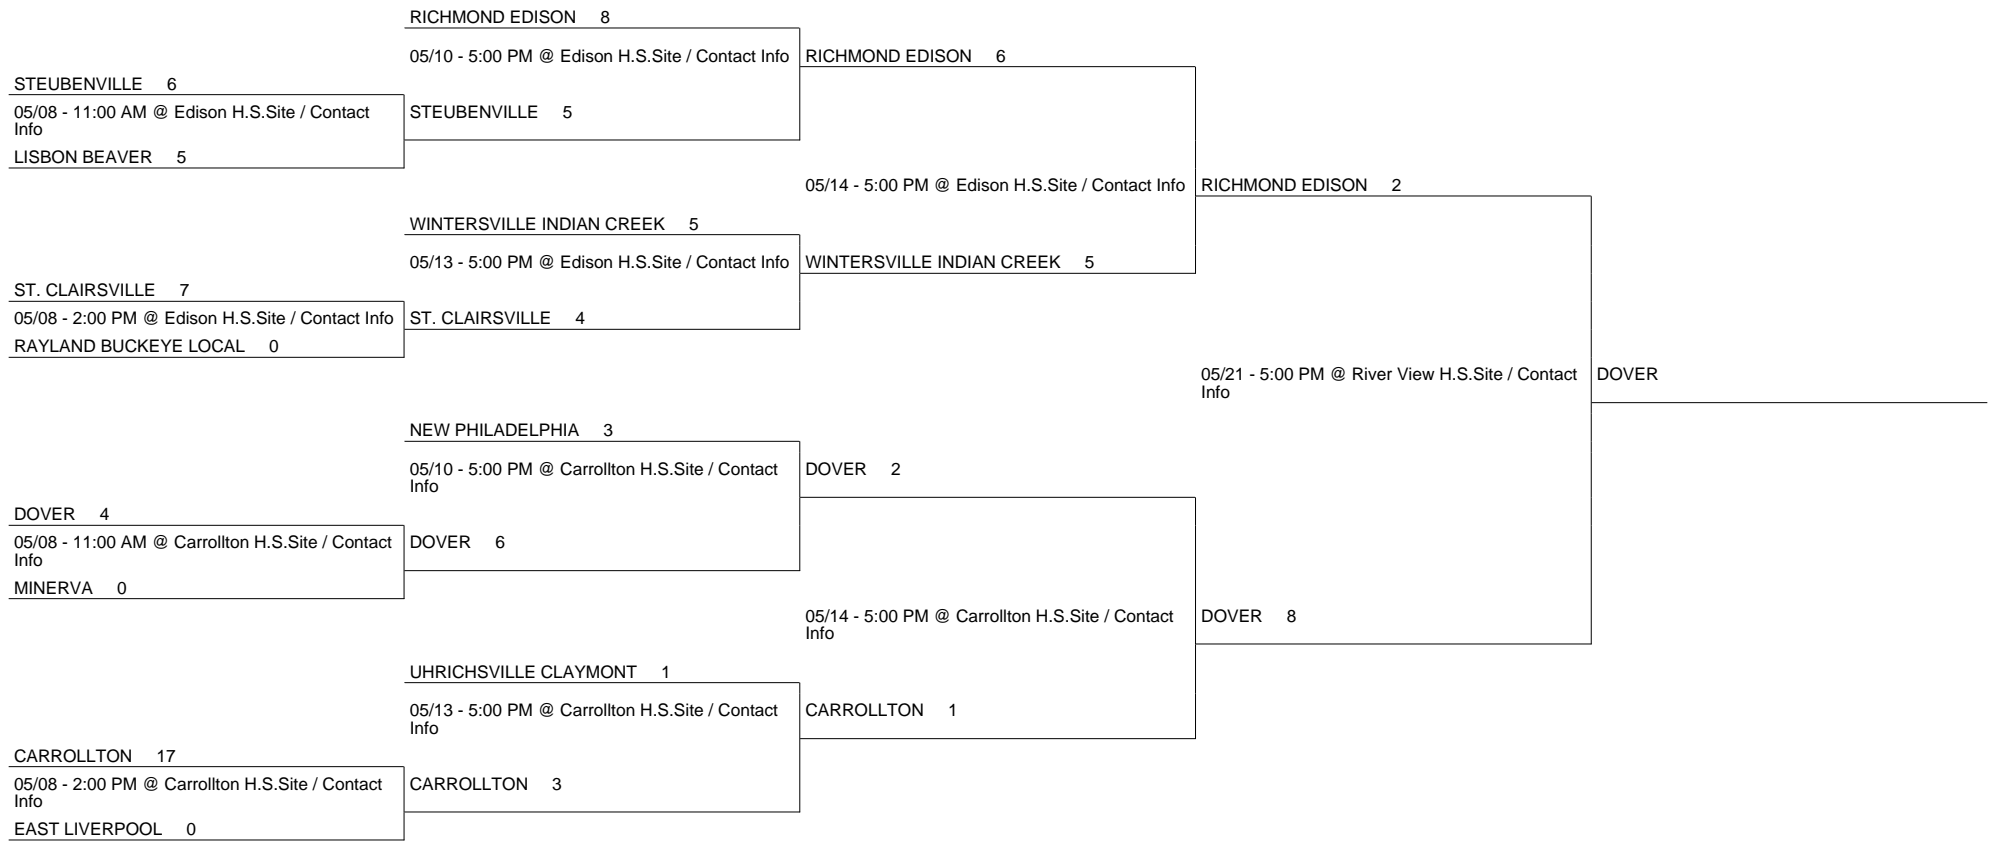 RICHMOND EDISON 8
05/10 - 5:00 PM @ Edison H.S.Site / Contact Info
RICHMOND EDISON 6
STEUBENVILLE 6
05/08 - 11:00 AM @ Edison H.S.Site / Contact
Info
STEUBENVILLE 5
LISBON BEAVER 5
05/14 - 5:00 PM @ Edison H.S.Site / Contact Info
RICHMOND EDISON 2
WINTERSVILLE INDIAN CREEK 5
05/13 - 5:00 PM @ Edison H.S.Site / Contact Info
WINTERSVILLE INDIAN CREEK 5
ST. CLAIRSVILLE 7
05/08 - 2:00 PM @ Edison H.S.Site / Contact Info
ST. CLAIRSVILLE 4
RAYLAND BUCKEYE LOCAL 0
05/21 - 5:00 PM @ River View H.S.Site / Contact
Info
DOVER
NEW PHILADELPHIA 3
05/10 - 5:00 PM @ Carrollton H.S.Site / Contact
Info
DOVER 2
DOVER 4
05/08 - 11:00 AM @ Carrollton H.S.Site / Contact
Info
DOVER 6
MINERVA 0
05/14 - 5:00 PM @ Carrollton H.S.Site / Contact
Info
DOVER 8
UHRICHSVILLE CLAYMONT 1
05/13 - 5:00 PM @ Carrollton H.S.Site / Contact
Info
CARROLLTON 1
CARROLLTON 17
05/08 - 2:00 PM @ Carrollton H.S.Site / Contact
Info
CARROLLTON 3
EAST LIVERPOOL 0